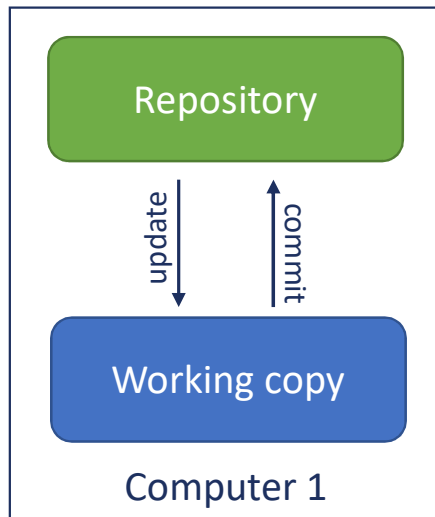 Repository
update
commit
Working copy
Computer 1